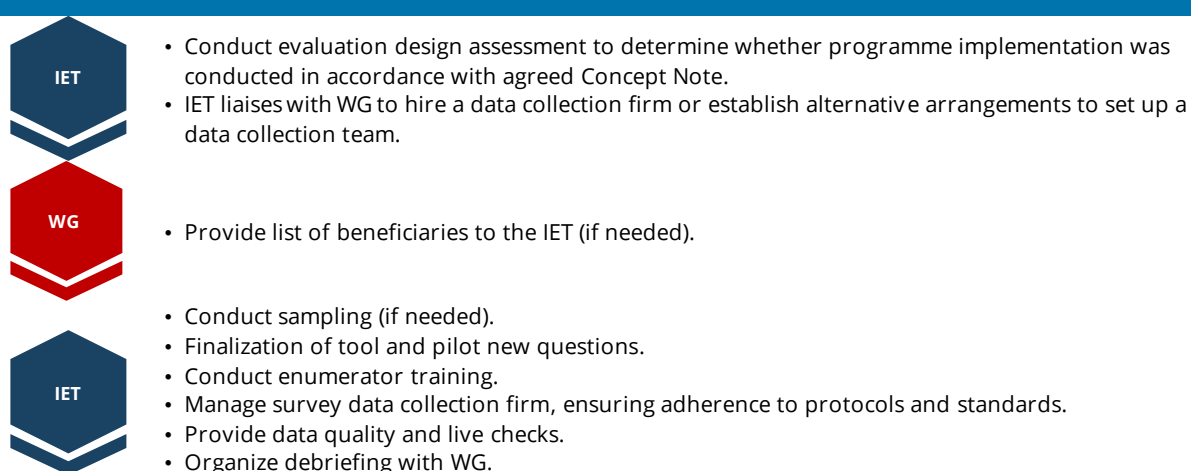 IET
• Conduct evaluation design assessment to determine whether programme implementation was
conducted in accordance with agreed Concept Note.
• IET liaises with WG to hire a data collection firm or establish alternative arrangements to set up a
data collection team.
WG
• Provide list of beneficiaries to the IET (if needed).
IET
• Conduct sampling (if needed).
• Finalization of tool and pilot new questions.
• Conduct enumerator training.
• Manage survey data collection firm, ensuring adherence to protocols and standards.
• Provide data quality and live checks.
• Organize debriefing with WG.